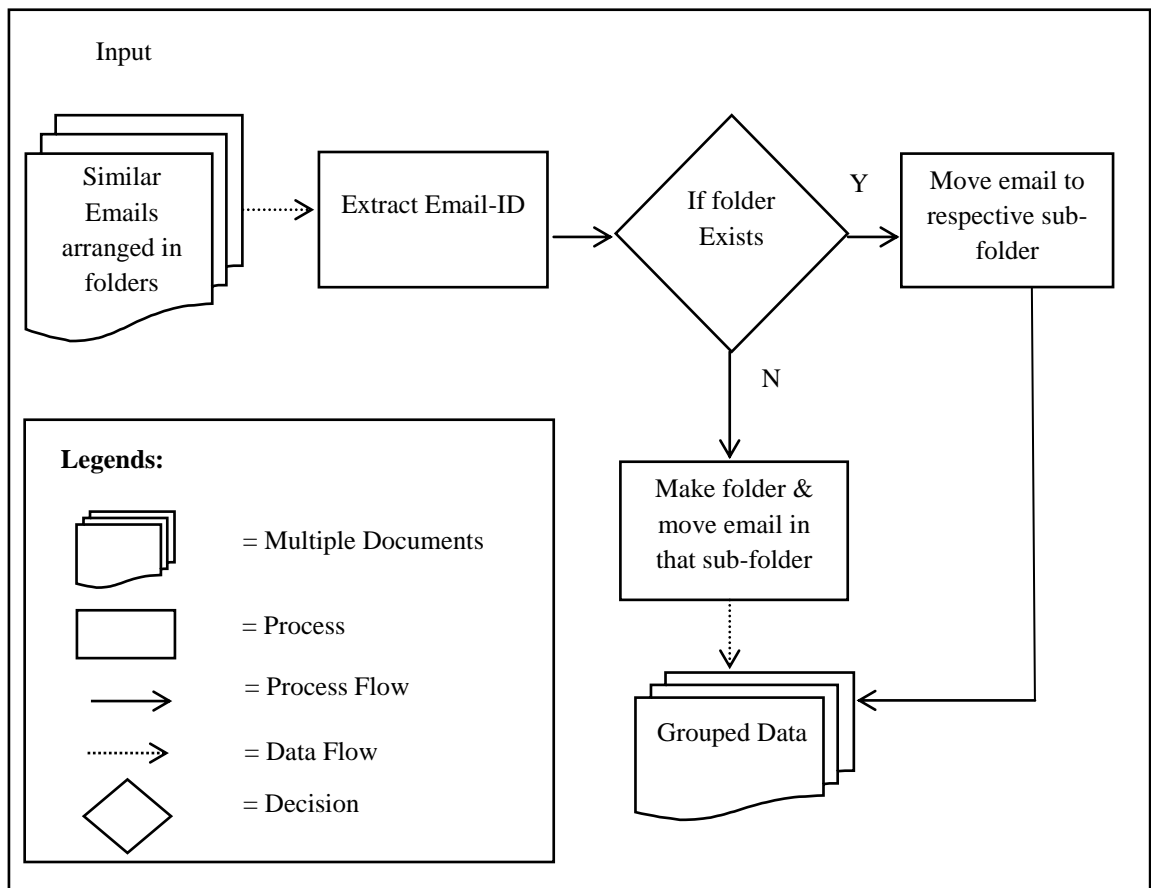 Input
Similar
Emails
arranged in
folders
Extract Email-ID
If folder
Exists
Y
Move email to
respective sub-
folder
N
Make folder &
move email in
that sub-folder
Grouped Data
Legends:
= Multiple Documents
= Process
= Process Flow
= Data Flow
= Decision